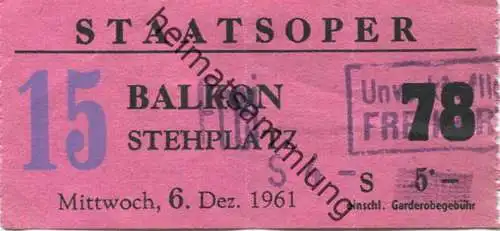 STAATSOPER
15 BALKON 78
STEHPLATZ
S 5·—
Mittwoch, 6. Dez. 1961 einschl. Garderobegebühr
heimatsammlung